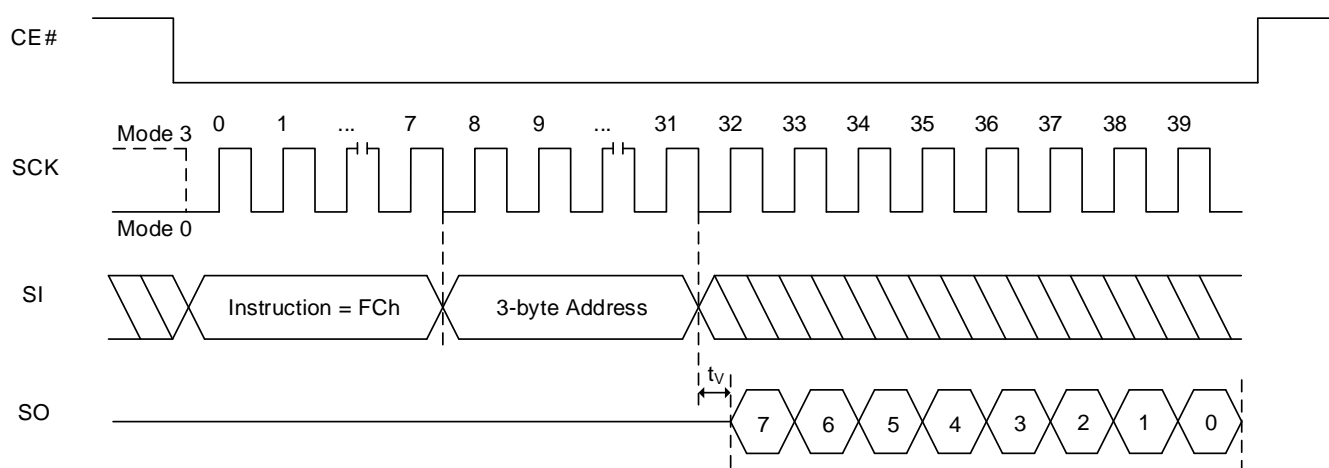 CE#
Mode 3 0 1 ... 7 8 9 ... 31 32 33 34 35 36 37 38 39
SCK
Mode 0
SI Instruction = FCh 3-byte Address
tV
SO 7 6 5 4 3 2 1 0